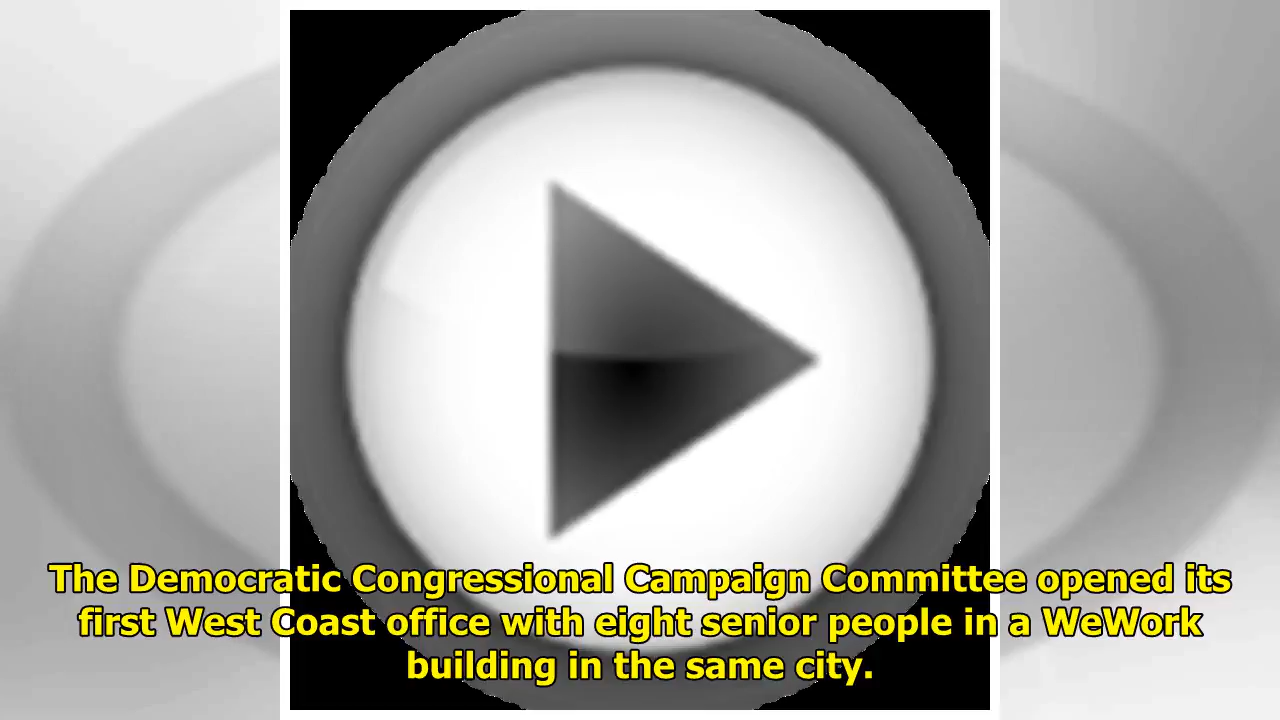 The Democratic Congressional Campaign Committee opened its
first West Coast office with eight senior people in a WeWork
building in the same city.